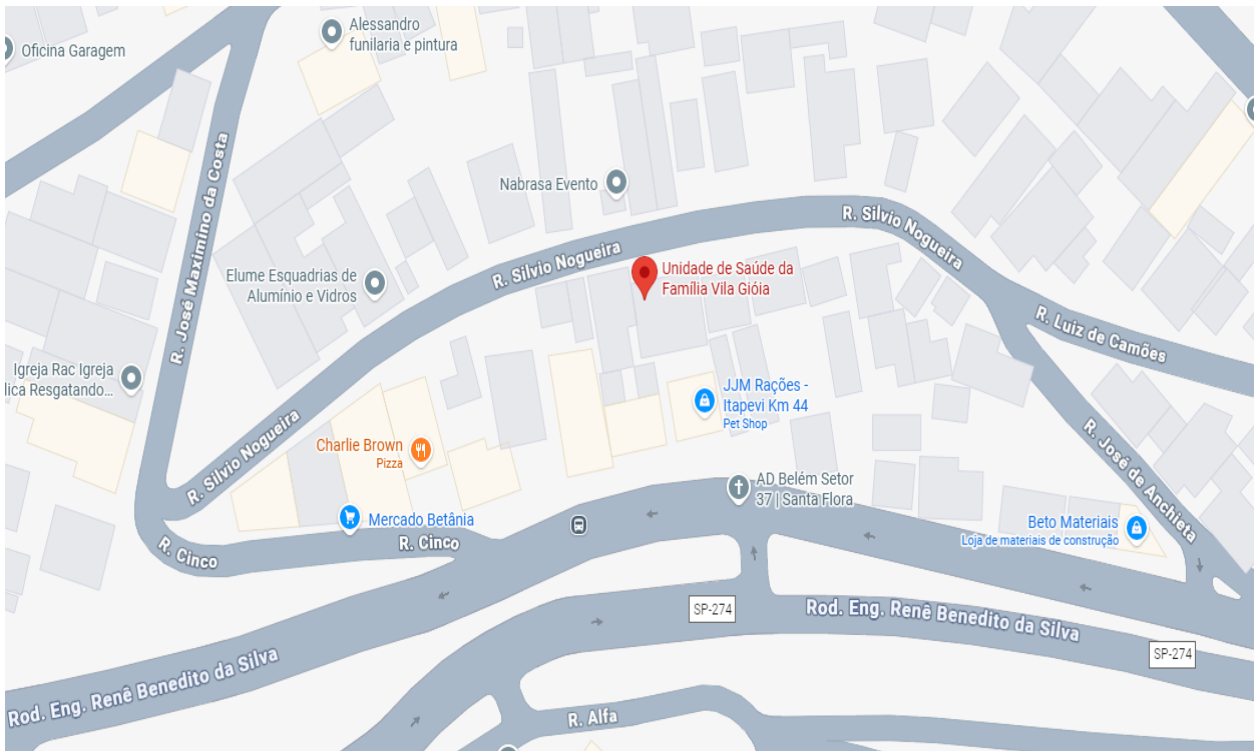 Alessandro
funilaria e pintura
Oficina Garagem
R. José Maximino da Costa
Nabrasa Evento
R. Silvio Nogueira
R. Silvio Nogueira
Unidade de Saúde da
Família Vila Gióia
Elume Esquadrias de
Alumínio e Vidros
R. Luiz de Camões
Igreja Rac Igreja
lica Resgatando...
JJM Rações -
Itapevi Km 44
Pet Shop
R. Silvio Nogueira
Charlie Brown
Pizza
R. José de Anchieta
AD Belém Setor
37 | Santa Flora
Mercado Betânia
Beto Materiais
Loja de materiais de construção
R. Cinco
R. Cinco
SP-274
Rod. Eng. Renê Benedito da Silva
SP-274
Rod. Eng. Renê Benedito da Silva
R. Alfa